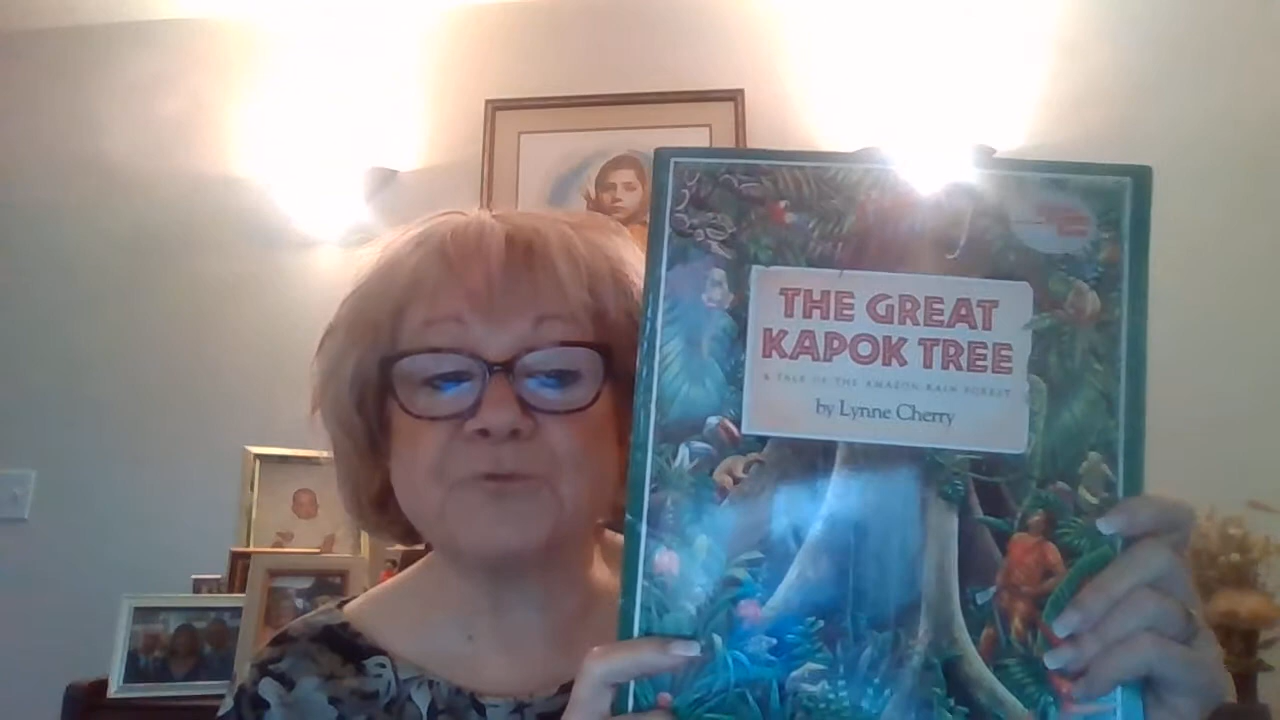 THE GREAT
KAPOK TREE
A TALE OF THE AMAZON RAIN FOREST
by Lynne Cherry